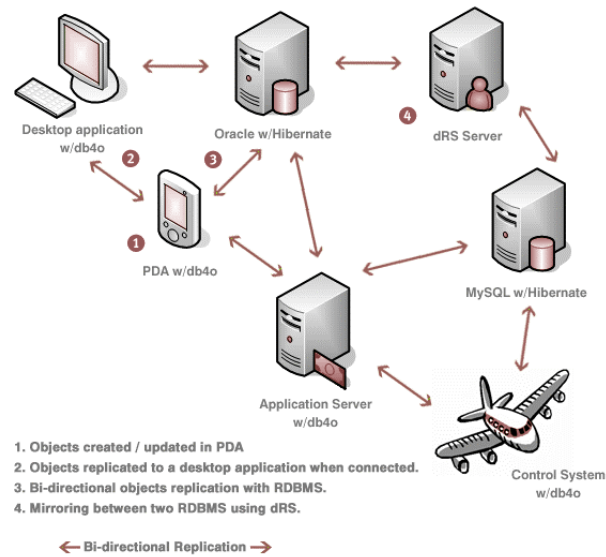 Desktop application
w/db4o
Oracle w/Hibernate
4
dRS Server
2
3
1
PDA w/db4o
MySQL w/Hibernate
Application Server
w/db4o
Control System
w/db4o
1. Objects created / updated in PDA
2. Objects replicated to a desktop application when connected.
3. Bi-directional objects replication with RDBMS.
4. Mirroring between two RDBMS using dRS.
Bi-directional Replication